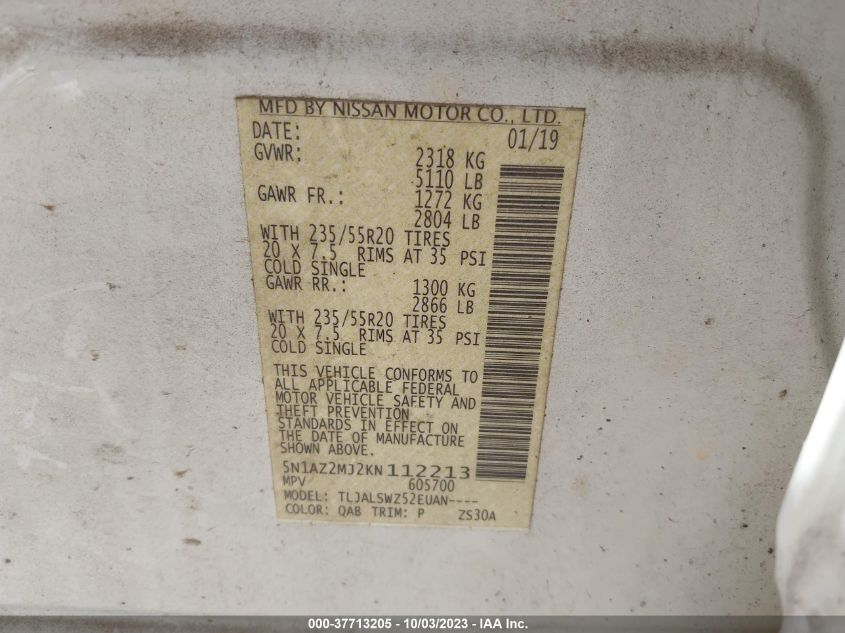 MFD BY NISSAN MOTOR CO., LTD.
DATE: 01/19
GVWR: 2318 KG
5110 LB
GAWR FR.: 1272 KG
2804 LB
WITH 235/55R20 TIRES
20 X 7.5 RIMS AT 35 PSI
COLD SINGLE
GAWR RR.: 1300 KG
2866 LB
WITH 235/55R20 TIRES
20 X 7.5 RIMS AT 35 PSI
COLD SINGLE
THIS VEHICLE CONFORMS TO
ALL APPLICABLE FEDERAL
MOTOR VEHICLE SAFETY AND
THEFT PREVENTION
STANDARDS IN EFFECT ON
THE DATE OF MANUFACTURE
SHOWN ABOVE.
5N1AZ2MJ2KN112213
MPV 605700
MODEL: TLJALSWZ52EUAN----
COLOR: QAB TRIM: P ZS30A
000-37713205 - 10/03/2023 - IAA Inc.